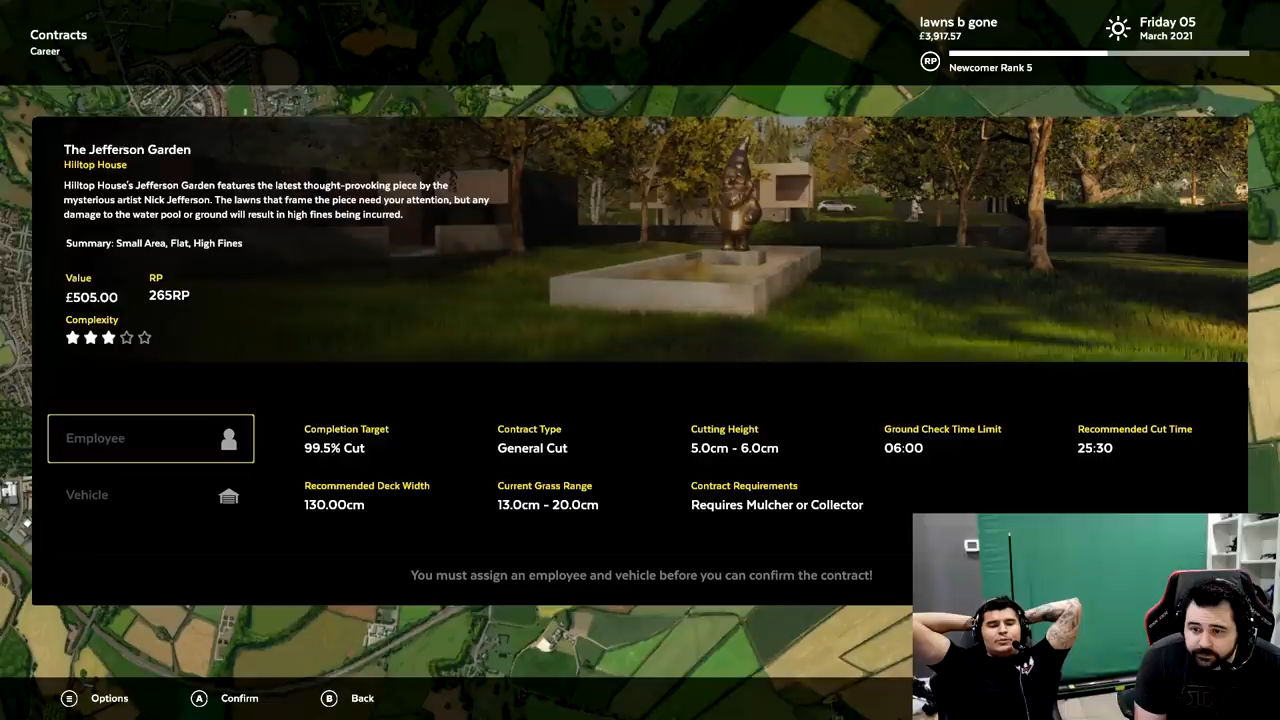 Contracts
Career
lawns b gone
£3,917.57
Friday 05
March 2021
RP
Newcomer Rank 5
The Jefferson Garden
Hilltop House
Hilltop House's Jefferson Garden features the latest thought-provoking piece by the
mysterious artist Nick Jefferson. The lawns that frame the piece need your attention, but any
damage to the water pool or ground will result in high fines being incurred.
Summary: Small Area, Flat, High Fines
Value
RP
£505.00
265RP
Complexity
Employee
Vehicle
Completion Target
Contract Type
Cutting Height
Ground Check Time Limit
Recommended Cut Time
99.5% Cut
General Cut
5.0cm - 6.0cm
06:00
25:30
Recommended Deck Width
Current Grass Range
Contract Requirements
130.00cm
13.0cm - 20.0cm
Requires Mulcher or Collector
You must assign an employee and vehicle before you can confirm the contract!
Options
A Confirm
B Back